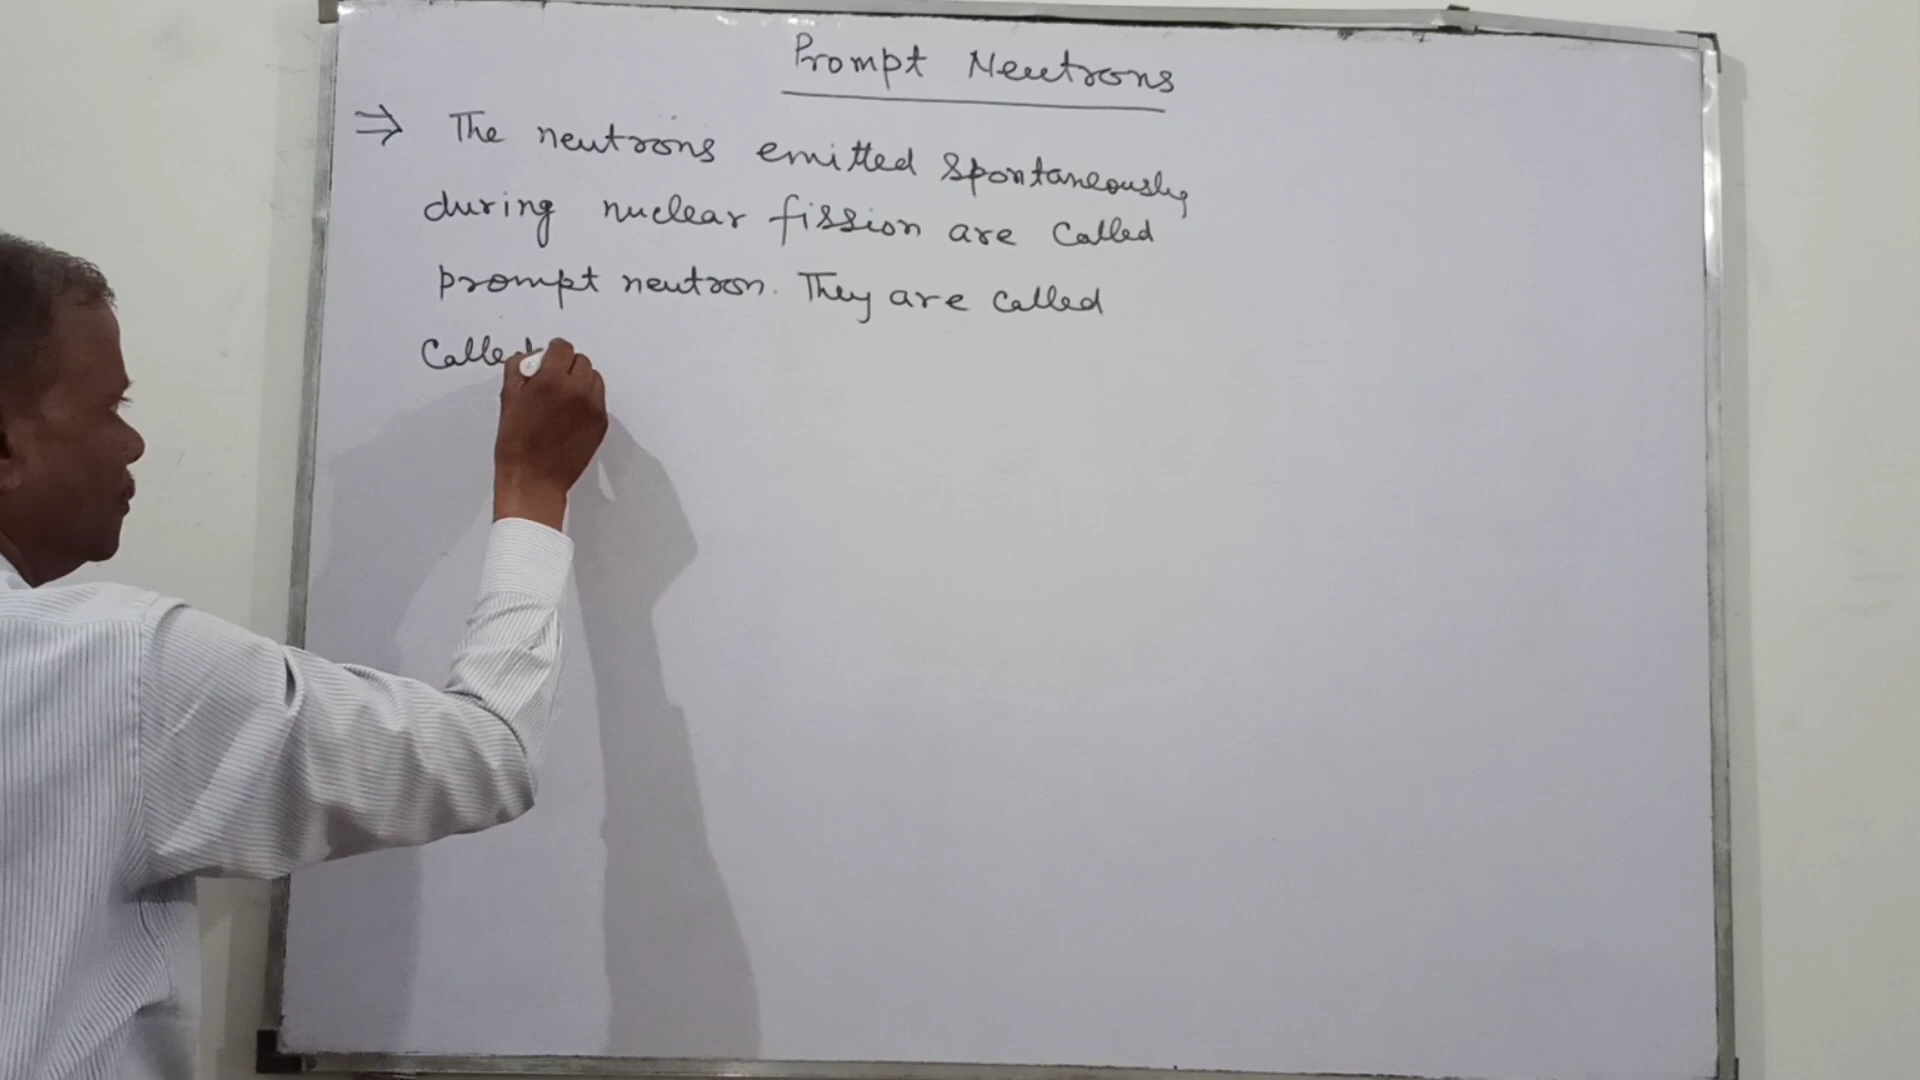 Prompt Neutrons
⇒ The neutrons emitted spontaneously
during nuclear fission are called
prompt neutron. They are called